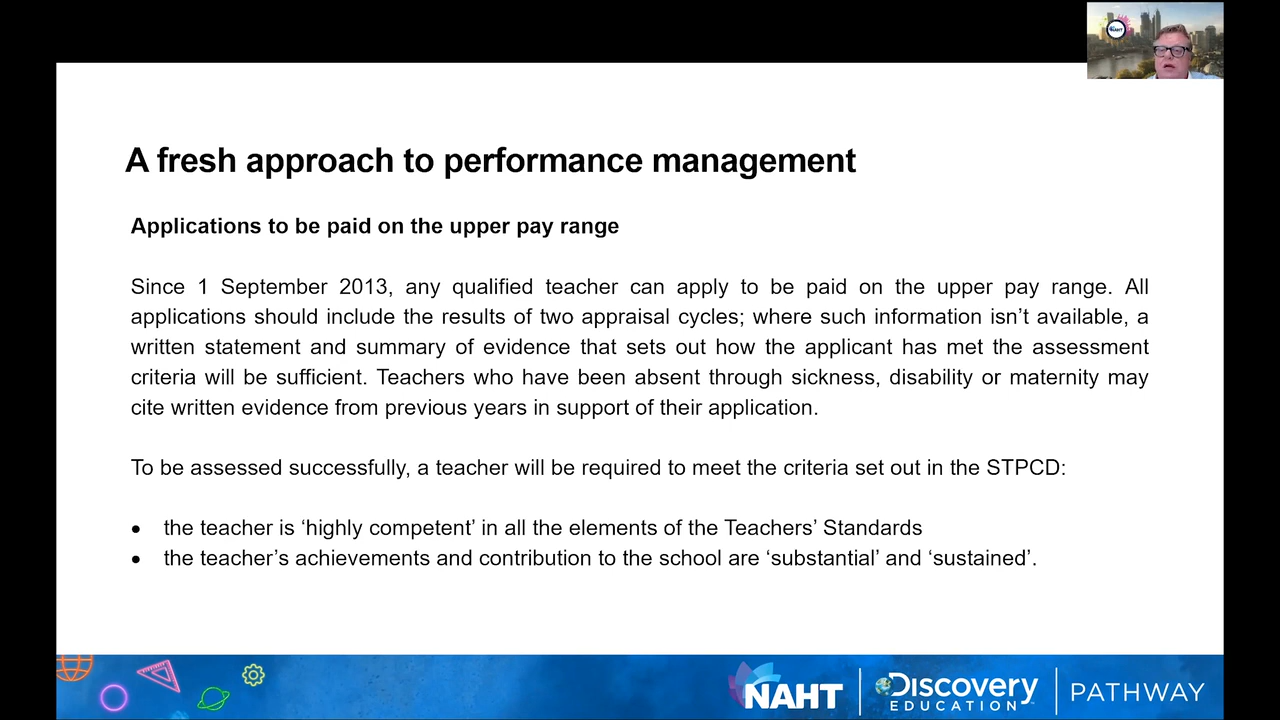 NAHT
A fresh approach to performance management
Applications to be paid on the upper pay range
Since 1 September 2013, any qualified teacher can apply to be paid on the upper pay range. All
applications should include the results of two appraisal cycles; where such information isn’t available, a
written statement and summary of evidence that sets out how the applicant has met the assessment
criteria will be sufficient. Teachers who have been absent through sickness, disability or maternity may
cite written evidence from previous years in support of their application.
To be assessed successfully, a teacher will be required to meet the criteria set out in the STPCD:
• the teacher is ‘highly competent’ in all the elements of the Teachers’ Standards
• the teacher’s achievements and contribution to the school are ‘substantial’ and ‘sustained’.
NAHT
Discovery
EDUCATION
PATHWAY